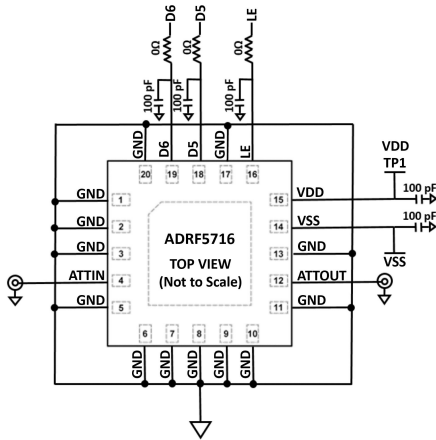 D6
D5
LE
0Ω
0Ω
0Ω
100 pF
100 pF
100 pF
GND
D6
D5
GND
LE
20
19
18
17
16
VDD
TP1
GND
1
15
VDD
100 pF
GND
2
14
VSS
100 pF
ADRF5716
TOP VIEW
(Not to Scale)
GND
3
13
GND
VSS
ATTIN
4
12
ATTOUT
GND
5
11
GND
6
7
8
9
10
GND
GND
GND
GND
GND